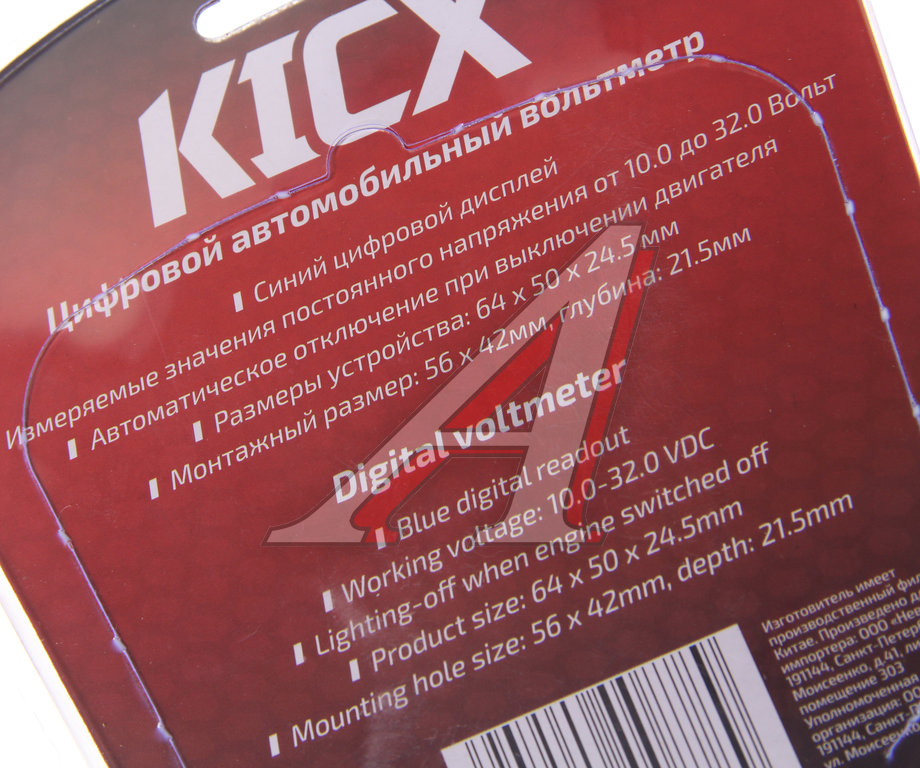 KICX
Цифровой автомобильный вольтметр
Синий цифровой дисплей
Измеряемые значения постоянного напряжения от 10.0 до 32.0 Вольт
Автоматическое отключение при выключении двигателя
Размеры устройства: 64 x 50 x 24.5 мм
Монтажный размер: 56 x 42мм, глубина: 21.5мм
Digital voltmeter
Blue digital readout
Working voltage: 10.0-32.0 VDC
Lighting-off when engine switched off
Product size: 64 x 50 x 24.5mm
Mounting hole size: 56 x 42mm, depth: 21.5mm
Изготовитель имеет
производственный
Китае. Произведено
импортера: ООО
191144, Санкт-
Моисеенко, д.41,
помещение 303
Уполномоченная
организация:
191144, Санкт-
ул. Моисеенко